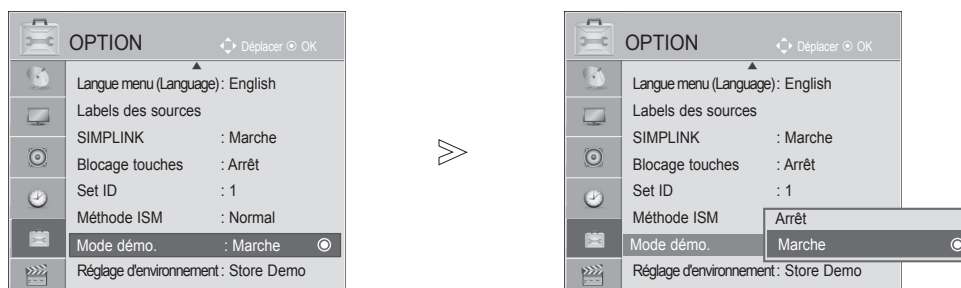 OPTION Déplacer OK
Langue menu (Language) : English
Labels des sources
SIMPLINK : Marche
Blocage touches : Arrêt
Set ID : 1
Méthode ISM : Normal
Mode démo. : Marche
Réglage d'environnement : Store Demo
OPTION Déplacer OK
Langue menu (Language) : English
Labels des sources
SIMPLINK : Marche
Blocage touches : Arrêt
Set ID : 1
Méthode ISM
Arrêt
Mode démo. Marche
Réglage d'environnement : Store Demo